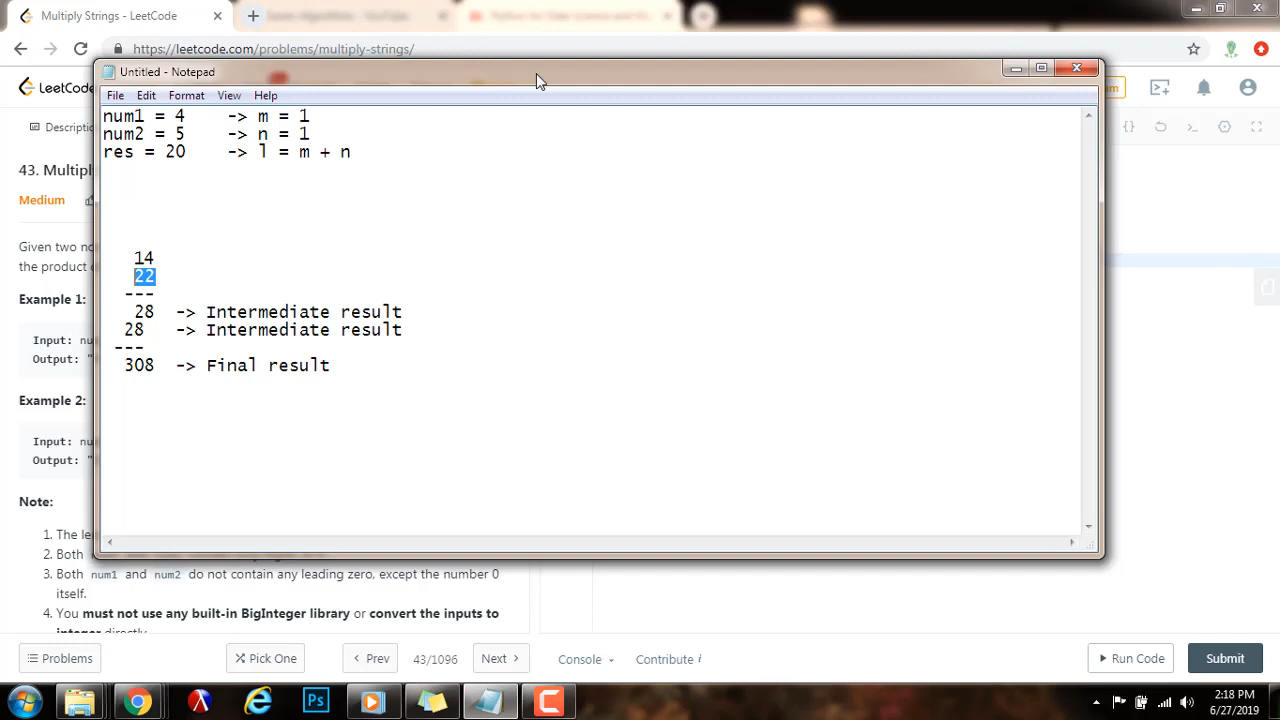 Multiply Strings - LeetCode
https://leetcode.com/problems/multiply-strings/
Untitled - Notepad
LeetCode
File Edit Format View Help
num1 = 4 -> m = 1
num2 = 5 -> n = 1
res = 20 -> l = m + n
14
22
---
28 -> Intermediate result
28 -> Intermediate result
---
308 -> Final result
Descripti
43. Multipl
Medium
Given two no
the product o
Example 1:
Input: nu
Output: "
Example 2:
Input: nu
Output: "
Note:
1. The le
2. Both
3. Both num1 and num2 do not contain any leading zero, except the number 0
itself.
4. You must not use any built-in BigInteger library or convert the inputs to
integer directly.
Problems
Pick One
Prev
43/1096
Next
Console
Contribute i
Run Code
Submit
Ps
2:18 PM
6/27/2019